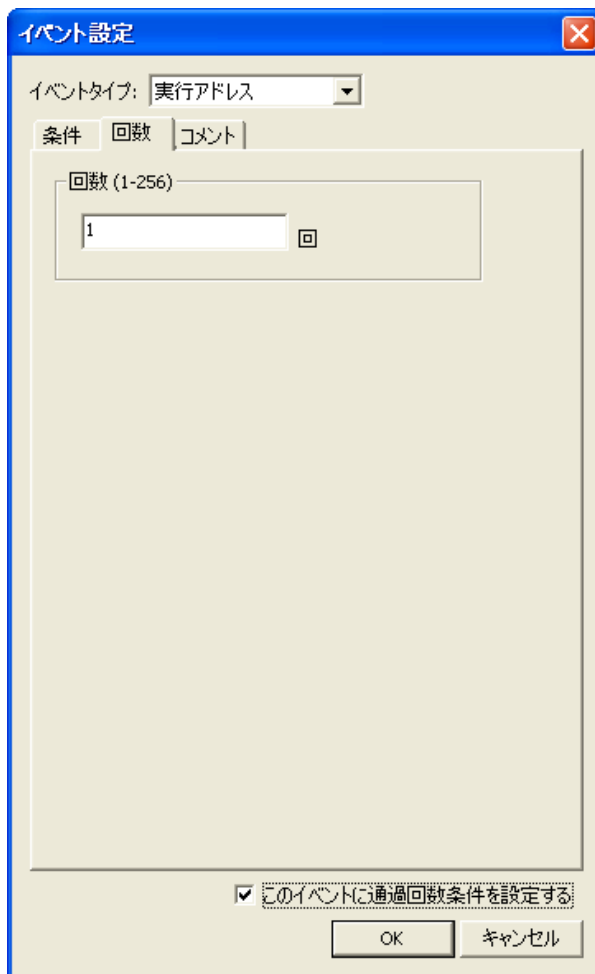 イベント設定
イベントタイプ: 実行アドレス
条件 回数 コメント
回数 (1-256)
1 回
このイベントに通過回数条件を設定する
OK キャンセル